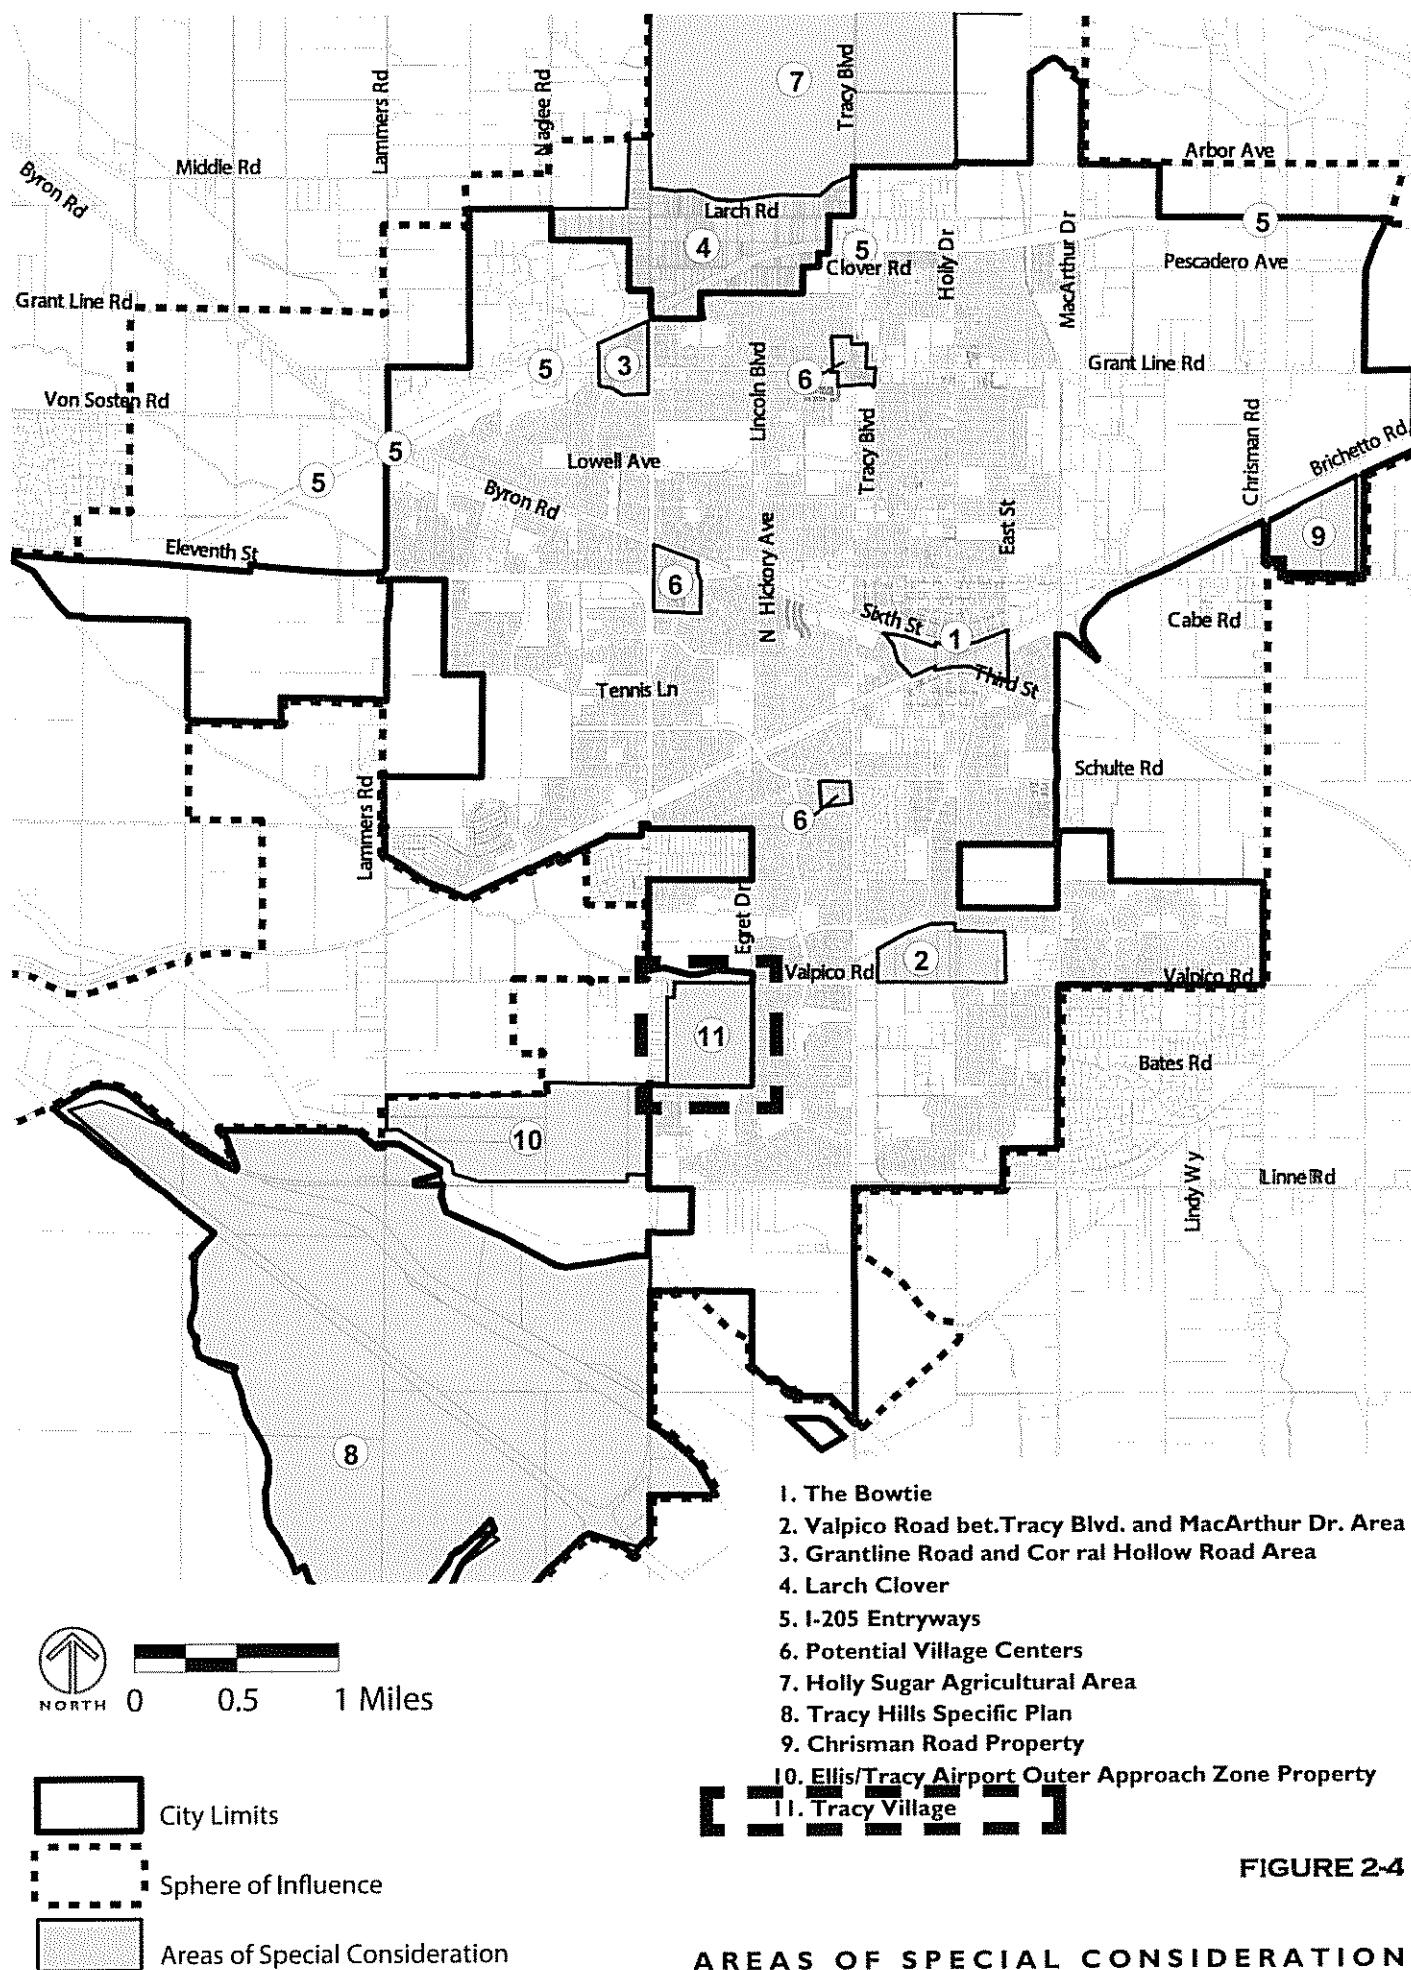 7
Tracy Blvd
Lammers Rd
Naglee Rd
Middle Rd
Byron Rd
Arbor Ave
Larch Rd
4
5
Clover Rd
Holly Dr
MacArthur Dr
5
Pescadero Ave
Grant Line Rd
5
3
Lincoln Blvd
6
Grant Line Rd
Von Sosten Rd
5
5
Lowell Ave
Byron Rd
Tracy Blvd
Chrisman Rd
Brichetto Rd
Eleventh St
6
N Hickory Ave
East St
9
Sixth St
1
Cabe Rd
Tennis Ln
Third St
Lammers Rd
6
Schulte Rd
Egret Dr
Valpico Rd
2
Valpico Rd
11
Bates Rd
10
Lindy Wy
Linne Rd
8
1. The Bowtie
2. Valpico Road bet.Tracy Blvd. and MacArthur Dr. Area
3. Grantline Road and Cor ral Hollow Road Area
4. Larch Clover
5. I-205 Entryways
6. Potential Village Centers
7. Holly Sugar Agricultural Area
8. Tracy Hills Specific Plan
9. Chrisman Road Property
10. Ellis/Tracy Airport Outer Approach Zone Property
11. Tracy Village
NORTH
0 0.5 1 Miles
City Limits
Sphere of Influence
Areas of Special Consideration
FIGURE 2-4
AREAS OF SPECIAL CONSIDERATION